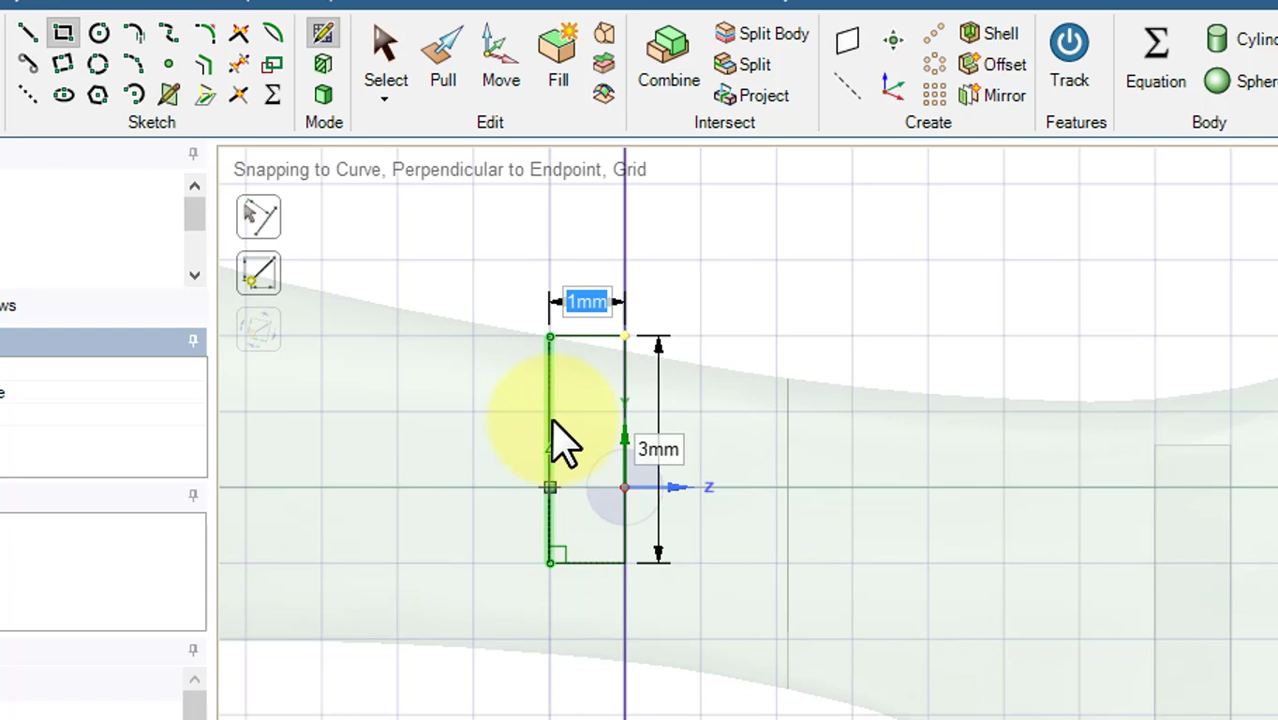 Select
Pull
Move
Fill
Combine
Split Body
Split
Project
Shell
Offset
Mirror
Track
Equation
Cylin
Spher
Sketch
Mode
Edit
Intersect
Create
Features
Body
Snapping to Curve, Perpendicular to Endpoint, Grid
ws
e
1mm
3mm
Y
Z